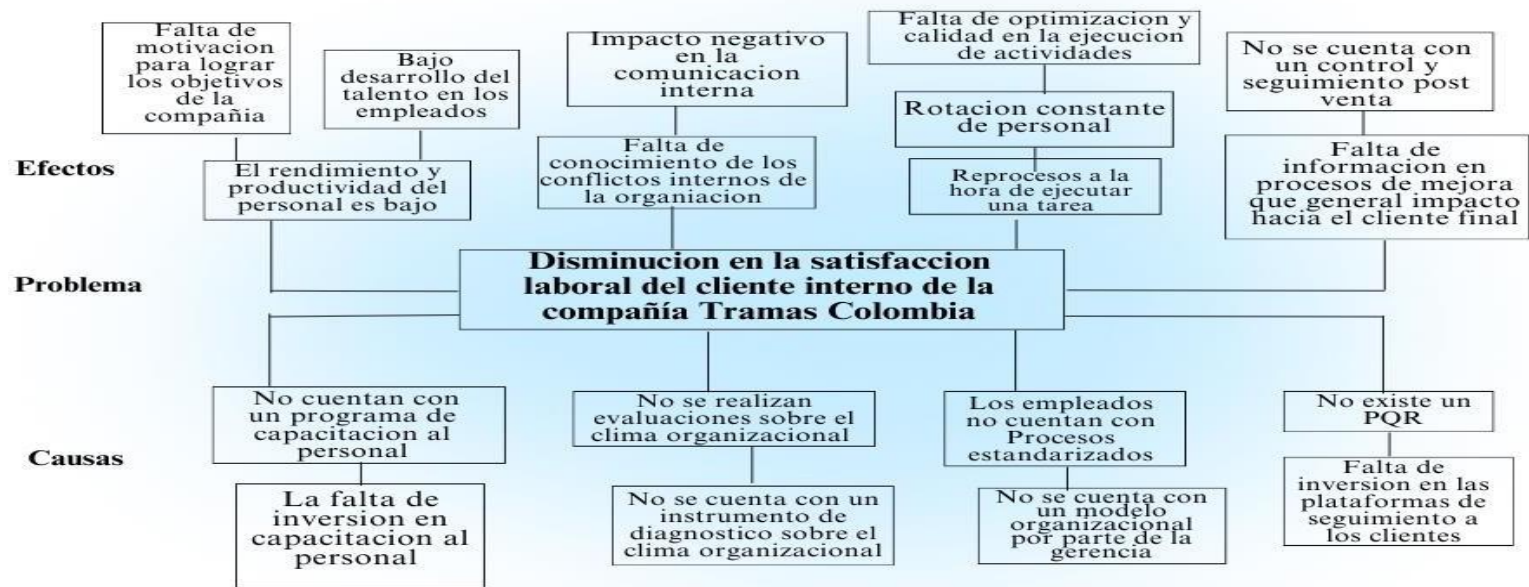 Falta de
motivacion
para lograr
los objetivos
de la
compañia
Bajo
desarrollo del
talento en los
empleados
Impacto negativo
en la
comunicacion
interna
Falta de optimizacion y
calidad en la ejecucion
de actividades
No se cuenta con
un control y
seguimiento post
venta
Rotacion constante
de personal
Efectos
El rendimiento y
productividad del
personal es bajo
Falta de
conocimiento de los
conflictos internos de
la organiacion
Reprocesos a la
hora de ejecutar
una tarea
Falta de
informacion en
procesos de mejora
que general impacto
hacia el cliente final
Problema
Disminucion en la satisfaccion
laboral del cliente interno de la
compañía Tramas Colombia
No cuentan con
un programa de
capacitacion al
personal
No se realizan
evaluaciones sobre el
clima organizacional
Los empleados
no cuentan con
Procesos
estandarizados
No existe un
PQR
Causas
La falta de
inversion en
capacitacion al
personal
No se cuenta con un
instrumento de
diagnostico sobre el
clima organizacional
No se cuenta con
un modelo
organizacional
por parte de la
gerencia
Falta de
inversion en las
plataformas de
seguimiento a
los clientes